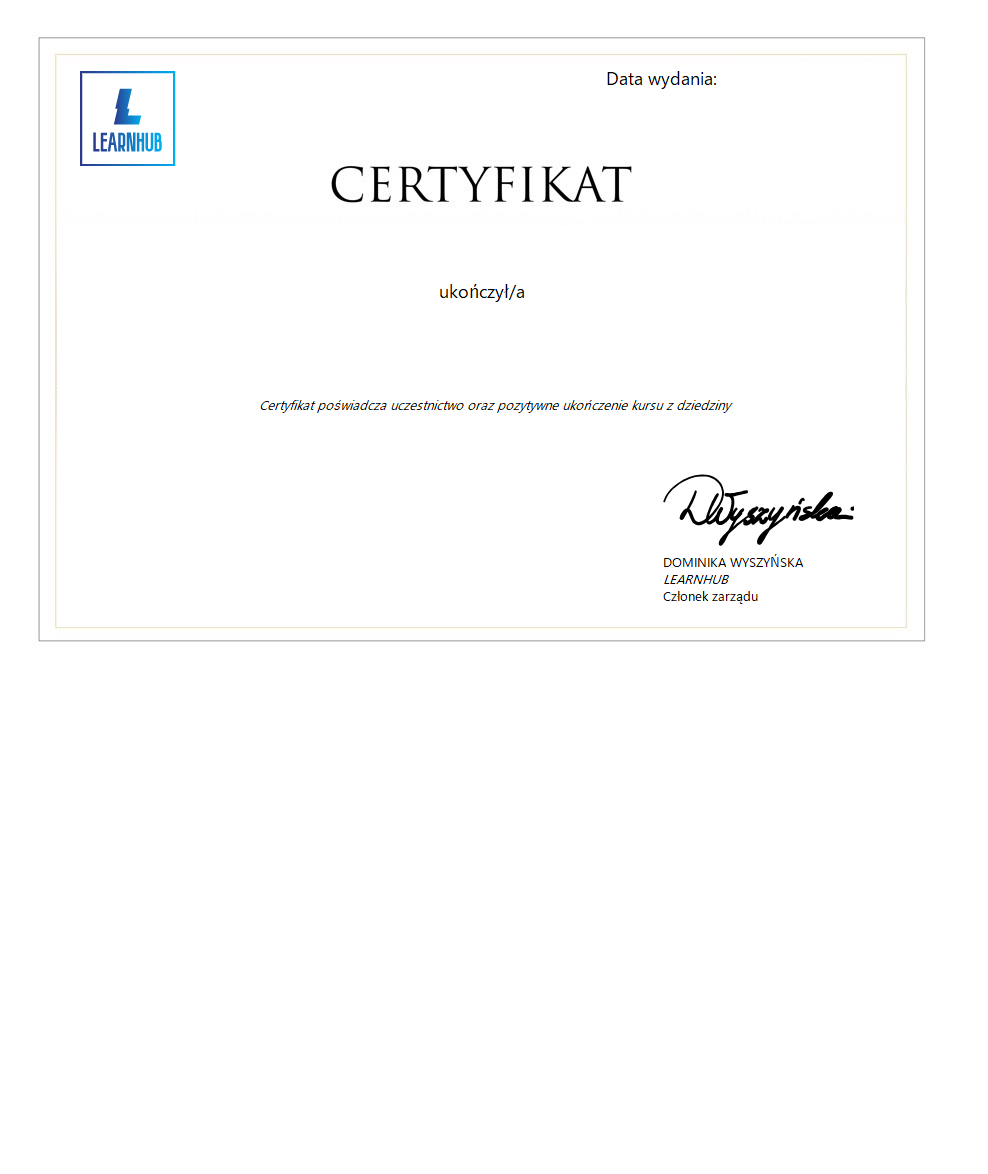 Data wydania:
LEARNHUB
CERTYFIKAT
ukończył/a
Certyfikat poświadcza uczestnictwo oraz pozytywne ukończenie kursu z dziedziny
DWyszyńska
DOMINIKA WYSZYŃSKA
LEARNHUB
Członek zarządu